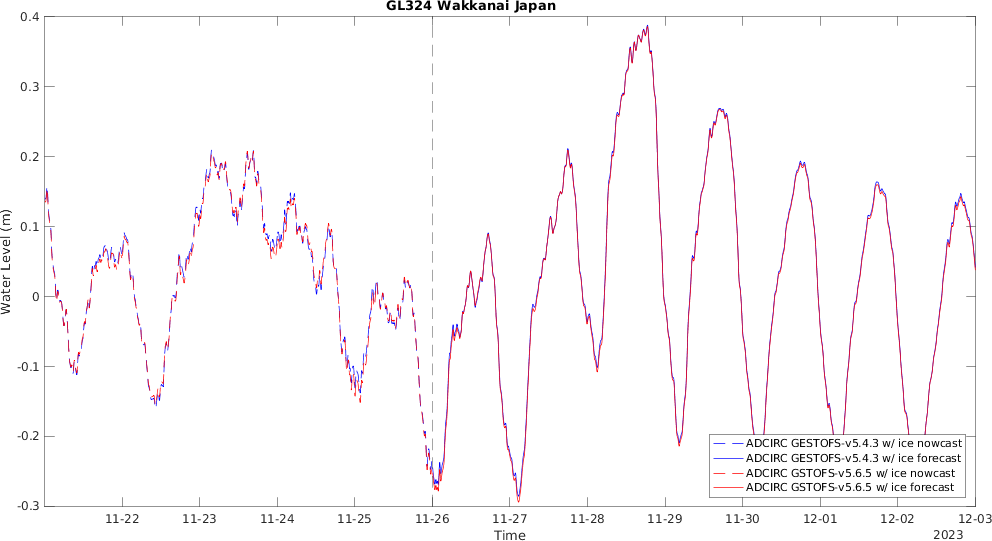 GL324 Wakkanai Japan
0.4
0.3
0.2
0.1
0
-0.1
-0.2
-0.3
Water Level (m)
ADCIRC GESTOFS-v5.4.3 w/ ice nowcast
ADCIRC GESTOFS-v5.4.3 w/ ice forecast
ADCIRC GSTOFS-v5.6.5 w/ ice nowcast
ADCIRC GSTOFS-v5.6.5 w/ ice forecast
11-22 11-23 11-24 11-25 11-26 11-27 11-28 11-29 11-30 12-01 12-02 12-03
Time
2023